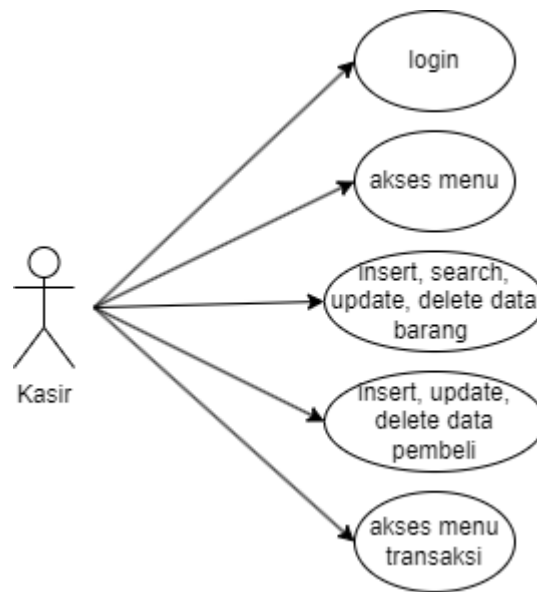 login
akses menu
insert, search,
update, delete data
barang
Kasir
insert, update,
delete data
pembeli
akses menu
transaksi